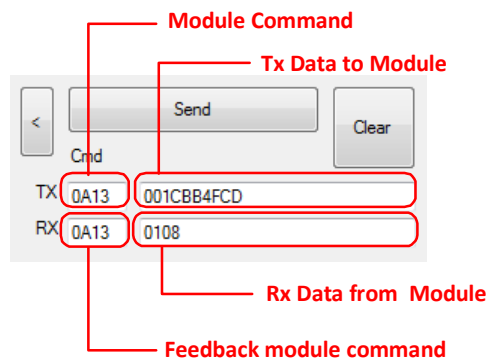 Module Command
Tx Data to Module
<
Send
Clear
Cmd
TX 0A13 001CBB4FCD
RX 0A13 0108
Rx Data from Module
Feedback module command